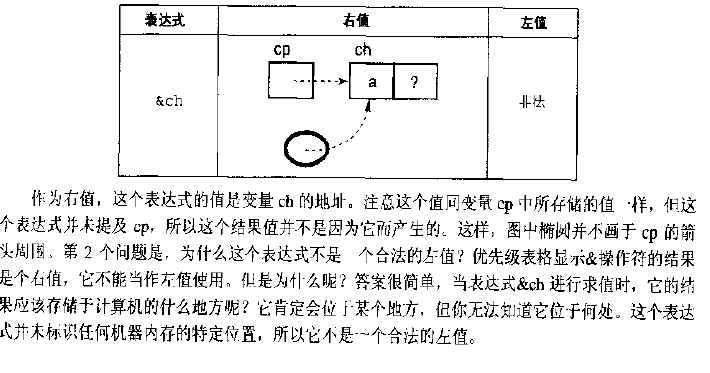 表达式 右值 左值
cp ch
a ?
&ch 非法
作为右值，这个表达式的值是变量 ch 的地址。注意这个值同变量 cp 中所存储的值一样，但这
个表达式并未提及 cp，所以这个结果值并不是因为它而产生的。这样，图中椭圆并不画于 cp 的箭
头周围。第 2 个问题是，为什么这个表达式不是一个合法的左值？优先级表格显示&操作符的结果
是个右值，它不能当作左值使用。但是为什么呢？答案很简单，当表达式&ch 进行求值时，它的结
果应该存储于计算机的什么地方呢？它肯定会位于某个地方，但你无法知道它位于何处。这个表达
式并未标识任何机器内存的特定位置，所以它不是一个合法的左值。